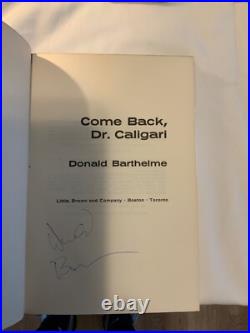 Come Back,
Dr. Caligari
Donald Barthelme
Little, Brown and Company • Boston • Toronto